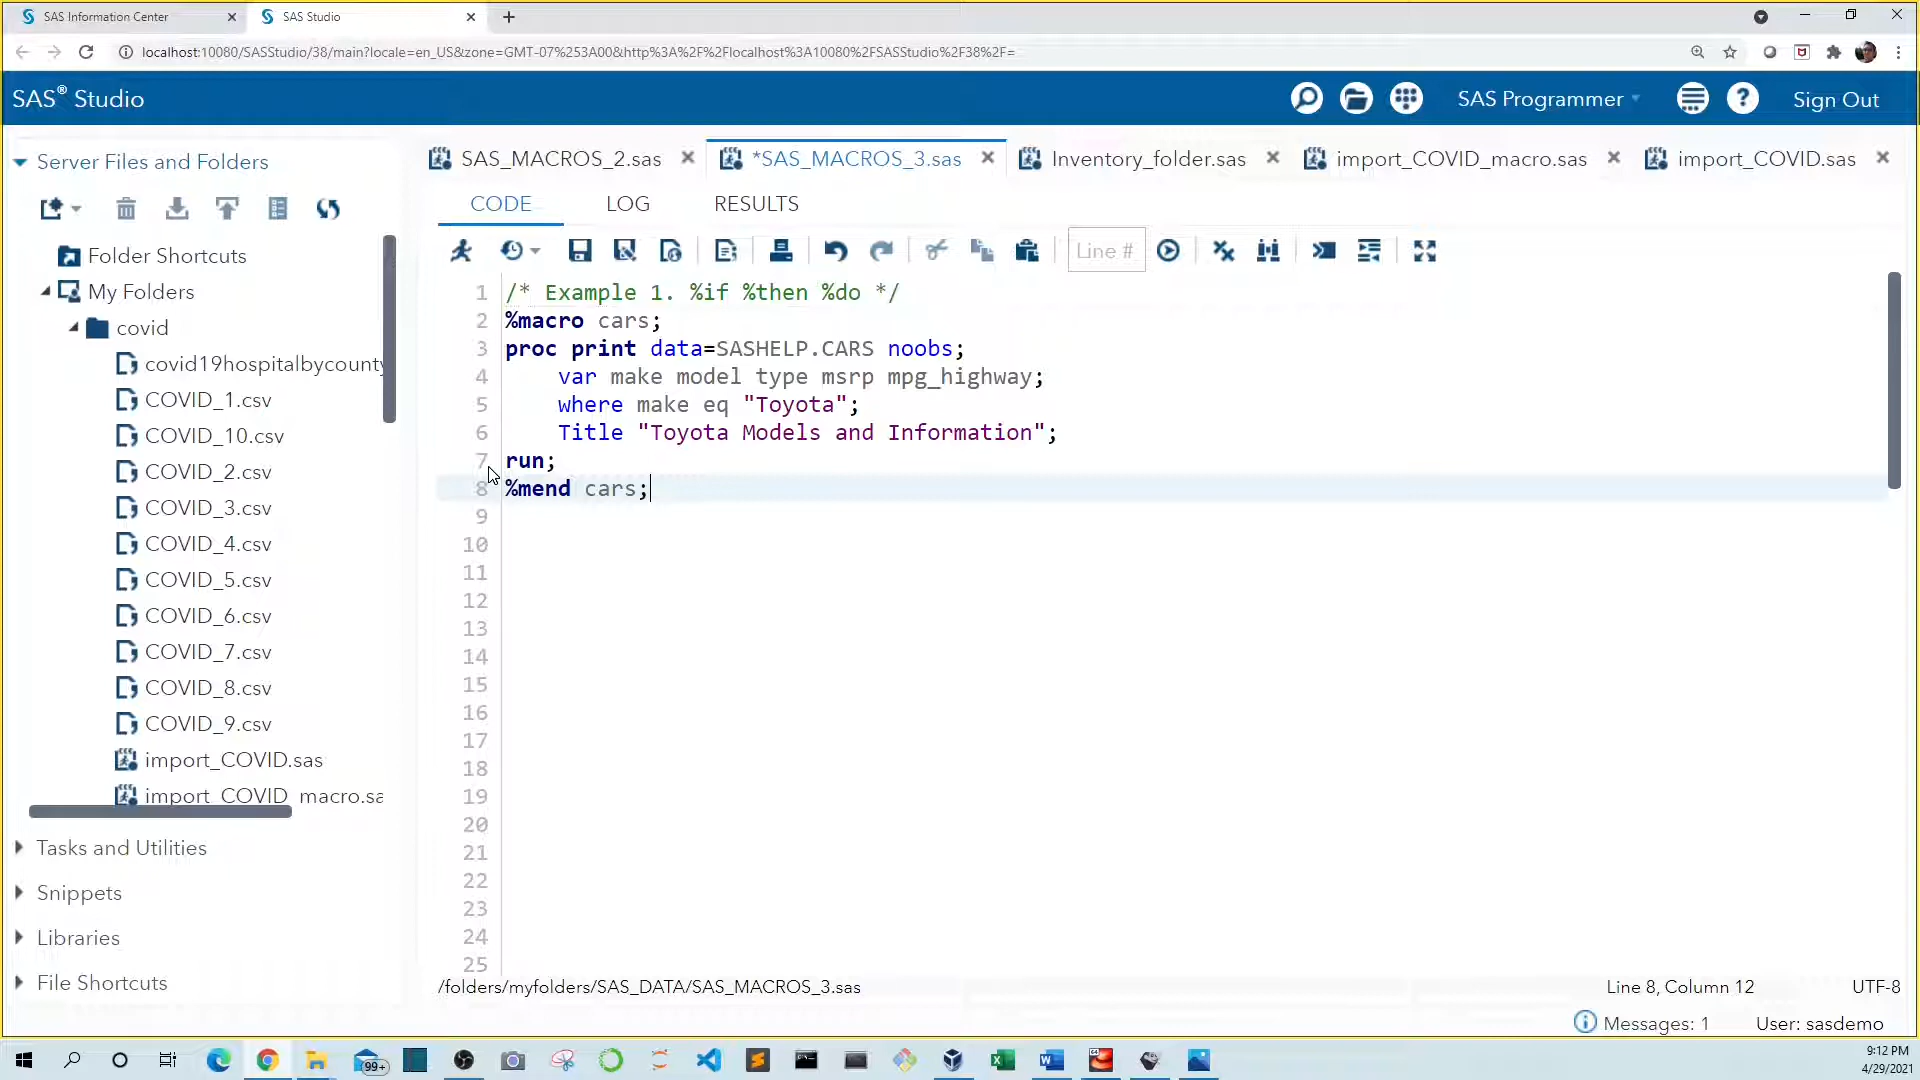 SAS Information Center
SAS Studio
localhost:10080/SASStudio/38/main?locale=en_US&zone=GMT-07%253A00&http%3A%2F%2Flocalhost%3A10080%2FSASStudio%2F38%2F=
SAS® Studio
SAS Programmer
Sign Out
Server Files and Folders
Folder Shortcuts
My Folders
covid
covid19hospitalbycounty
COVID_1.csv
COVID_10.csv
COVID_2.csv
COVID_3.csv
COVID_4.csv
COVID_5.csv
COVID_6.csv
COVID_7.csv
COVID_8.csv
COVID_9.csv
import_COVID.sas
import_COVID_macro.sa
Tasks and Utilities
Snippets
Libraries
File Shortcuts
SAS_MACROS_2.sas
*SAS_MACROS_3.sas
Inventory_folder.sas
import_COVID_macro.sas
import_COVID.sas
CODE LOG RESULTS
Line #
1 /* Example 1. %if %then %do */
2 %macro cars;
3 proc print data=SASHELP.CARS noobs;
4 var make model type msrp mpg_highway;
5 where make eq "Toyota";
6 Title "Toyota Models and Information";
7 run;
8 %mend cars;
9
10
11
12
13
14
15
16
17
18
19
20
21
22
23
24
25
/folders/myfolders/SAS_DATA/SAS_MACROS_3.sas
Line 8, Column 12
UTF-8
Messages: 1
User: sasdemo
99+
9:12 PM
4/29/2021